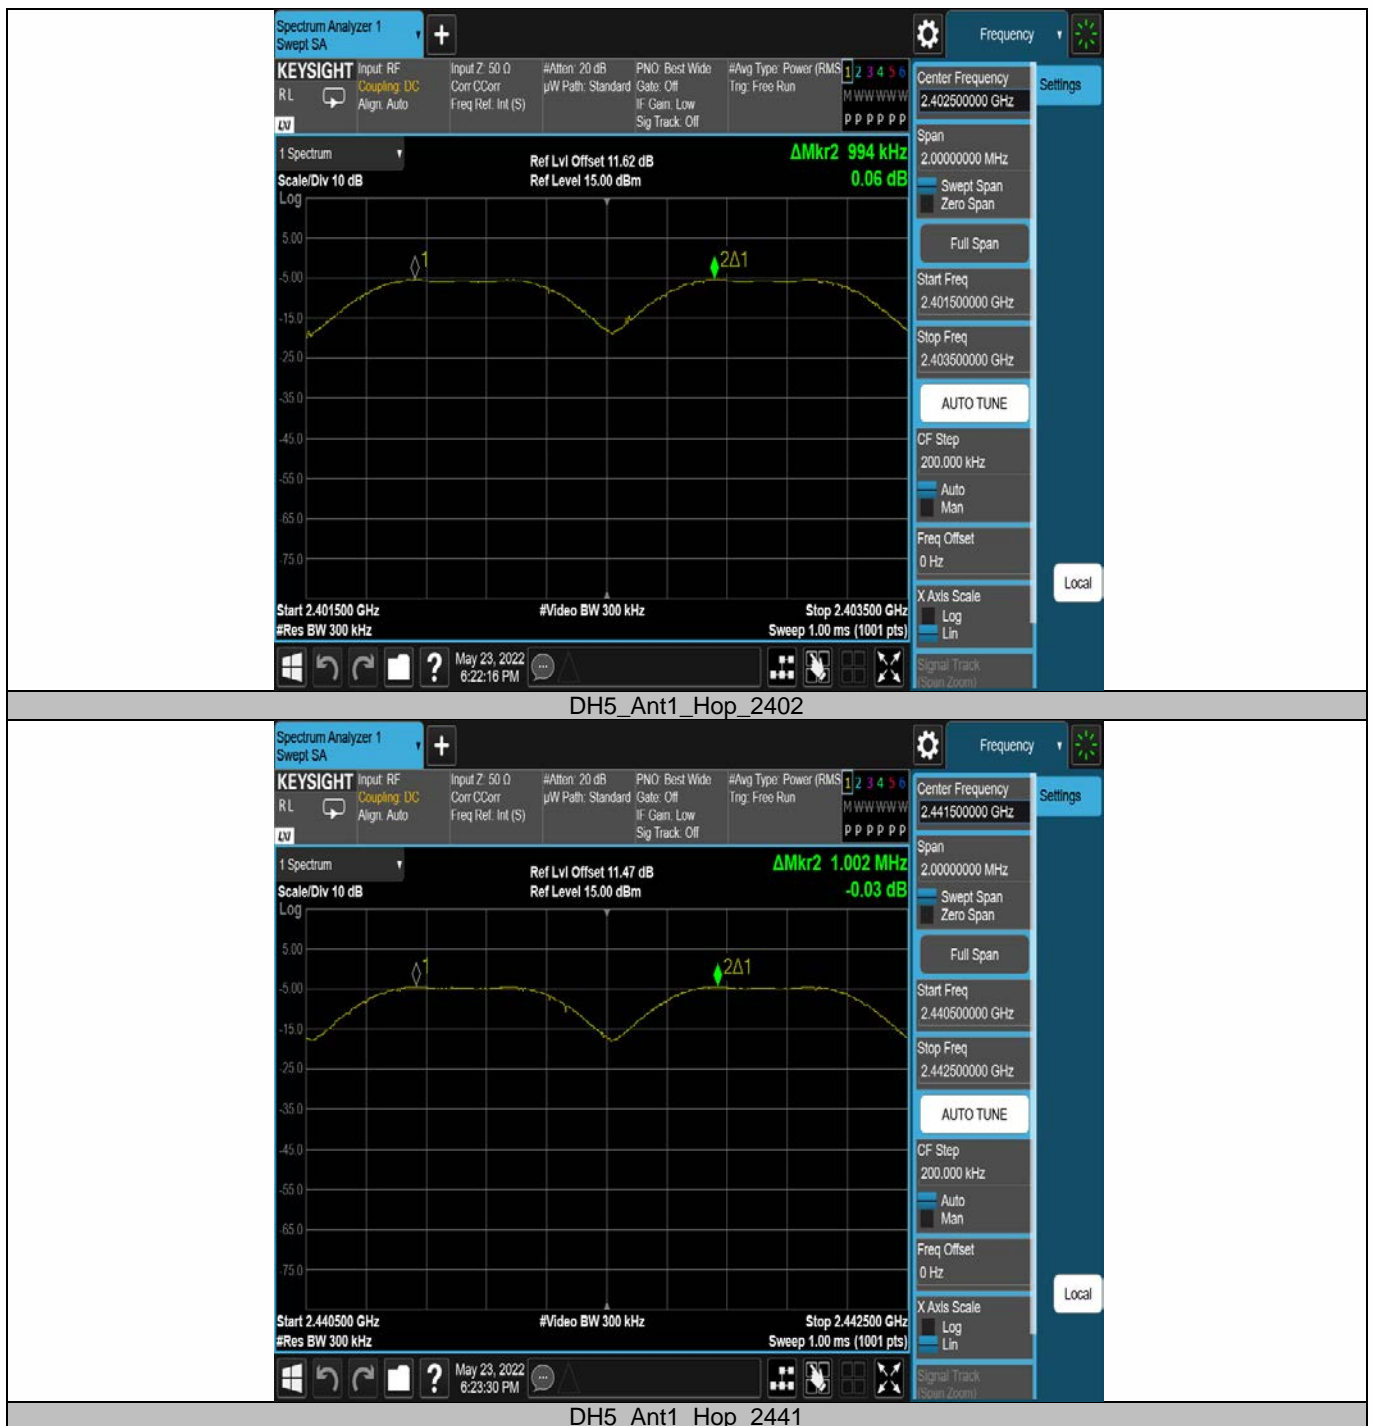 Spectrum Analyzer 1
Swept SA
+
Frequency
KEYSIGHT
RL
LXI
Input: RF
Coupling: DC
Align: Auto
Input Z: 50 Ω
Corr CCorr
Freq Ref: Int (S)
#Atten: 20 dB
µW Path: Standard
PNO: Best Wide
Gate: Off
IF Gain: Low
Sig Track: Off
#Avg Type: Power (RMS
Trig: Free Run
1 2 3 4 5 6
M W W W W W
P P P P P P
Center Frequency
2.402500000 GHz
Settings
Span
2.00000000 MHz
Swept Span
Zero Span
Full Span
Start Freq
2.401500000 GHz
Stop Freq
2.403500000 GHz
AUTO TUNE
CF Step
200.000 kHz
Auto
Man
Freq Offset
0 Hz
X Axis Scale
Log
Lin
Signal Track
(Span Zoom)
Local
1 Spectrum
Scale/Div 10 dB
Ref Lvl Offset 11.62 dB
Ref Level 15.00 dBm
ΔMkr2 994 kHz
0.06 dB
Log
5.00
-5.00
-15.0
-25.0
-35.0
-45.0
-55.0
-65.0
-75.0
1
2Δ1
Start 2.401500 GHz
#Video BW 300 kHz
Stop 2.403500 GHz
#Res BW 300 kHz
Sweep 1.00 ms (1001 pts)
?
May 23, 2022
6:22:16 PM
DH5_Ant1_Hop_2402
Spectrum Analyzer 1
Swept SA
+
Frequency
KEYSIGHT
RL
LXI
Input: RF
Coupling: DC
Align: Auto
Input Z: 50 Ω
Corr CCorr
Freq Ref: Int (S)
#Atten: 20 dB
µW Path: Standard
PNO: Best Wide
Gate: Off
IF Gain: Low
Sig Track: Off
#Avg Type: Power (RMS
Trig: Free Run
1 2 3 4 5 6
M W W W W W
P P P P P P
Center Frequency
2.441500000 GHz
Settings
Span
2.00000000 MHz
Swept Span
Zero Span
Full Span
Start Freq
2.440500000 GHz
Stop Freq
2.442500000 GHz
AUTO TUNE
CF Step
200.000 kHz
Auto
Man
Freq Offset
0 Hz
X Axis Scale
Log
Lin
Signal Track
(Span Zoom)
Local
1 Spectrum
Scale/Div 10 dB
Ref Lvl Offset 11.47 dB
Ref Level 15.00 dBm
ΔMkr2 1.002 MHz
-0.03 dB
Log
5.00
-5.00
-15.0
-25.0
-35.0
-45.0
-55.0
-65.0
-75.0
1
2Δ1
Start 2.440500 GHz
#Video BW 300 kHz
Stop 2.442500 GHz
#Res BW 300 kHz
Sweep 1.00 ms (1001 pts)
?
May 23, 2022
6:23:30 PM
DH5_Ant1_Hop_2441